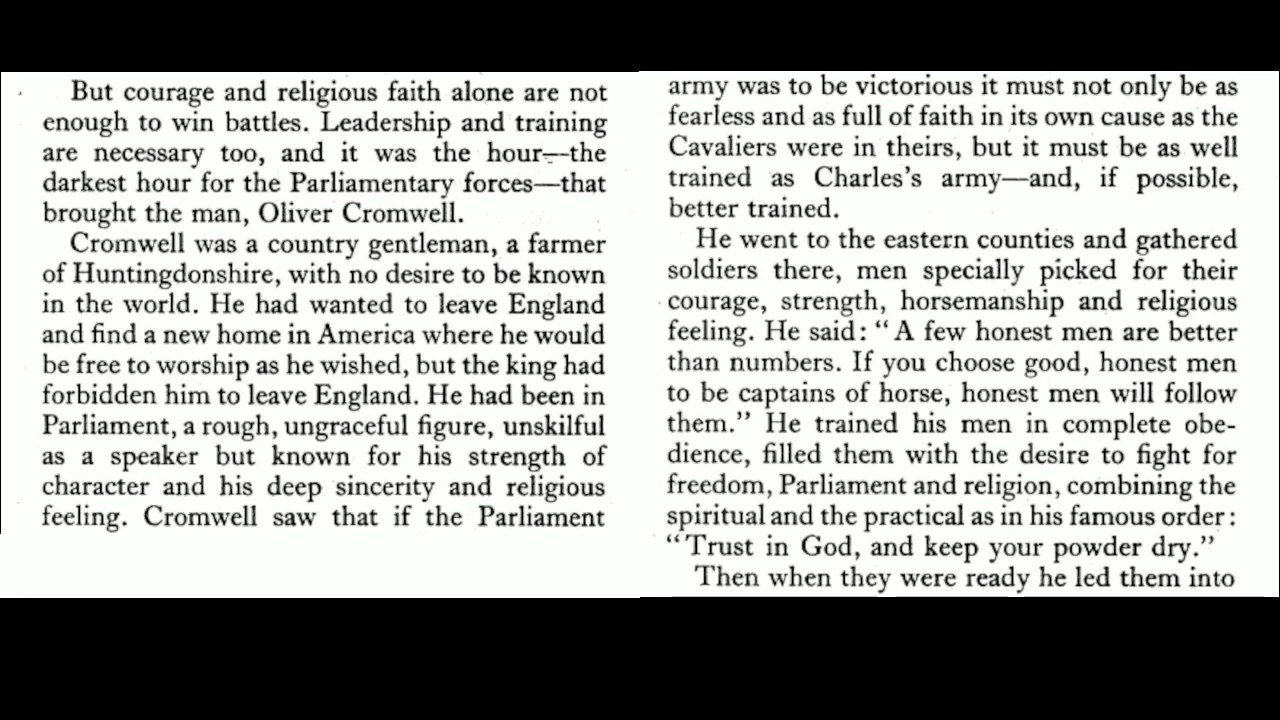 But courage and religious faith alone are not
enough to win battles. Leadership and training
are necessary too, and it was the hour—the
darkest hour for the Parliamentary forces—that
brought the man, Oliver Cromwell.
Cromwell was a country gentleman, a farmer
of Huntingdonshire, with no desire to be known
in the world. He had wanted to leave England
and find a new home in America where he would
be free to worship as he wished, but the king had
forbidden him to leave England. He had been in
Parliament, a rough, ungraceful figure, unskilful
as a speaker but known for his strength of
character and his deep sincerity and religious
feeling. Cromwell saw that if the Parliament
army was to be victorious it must not only be as
fearless and as full of faith in its own cause as the
Cavaliers were in theirs, but it must be as well
trained as Charles's army—and, if possible,
better trained.
He went to the eastern counties and gathered
soldiers there, men specially picked for their
courage, strength, horsemanship and religious
feeling. He said: "A few honest men are better
than numbers. If you choose good, honest men
to be captains of horse, honest men will follow
them." He trained his men in complete obe-
dience, filled them with the desire to fight for
freedom, Parliament and religion, combining the
spiritual and the practical as in his famous order:
"Trust in God, and keep your powder dry."
Then when they were ready he led them into